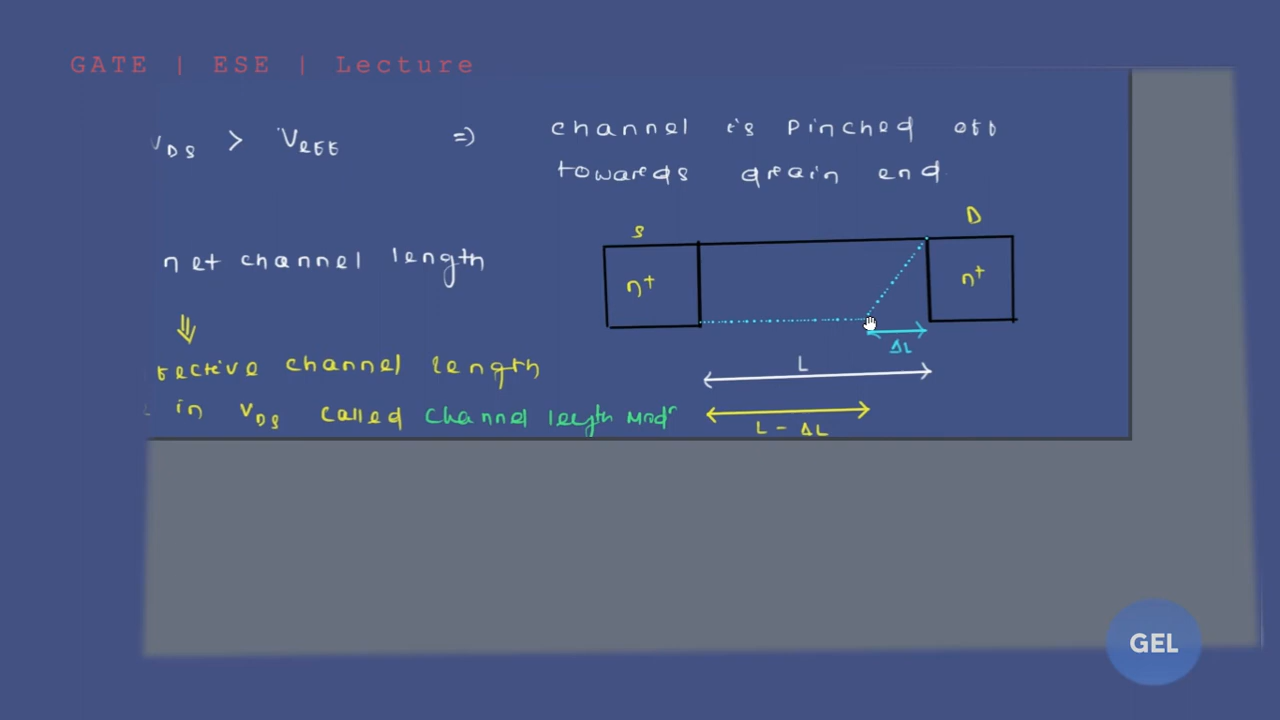 GATE | ESE | Lecture
VDS > Veff => channel is pinched off
towards drain end
S D
net channel length
n+ n+
ΔL
L
fective channel length
in VDS called channel length modn
L - ΔL
GEL